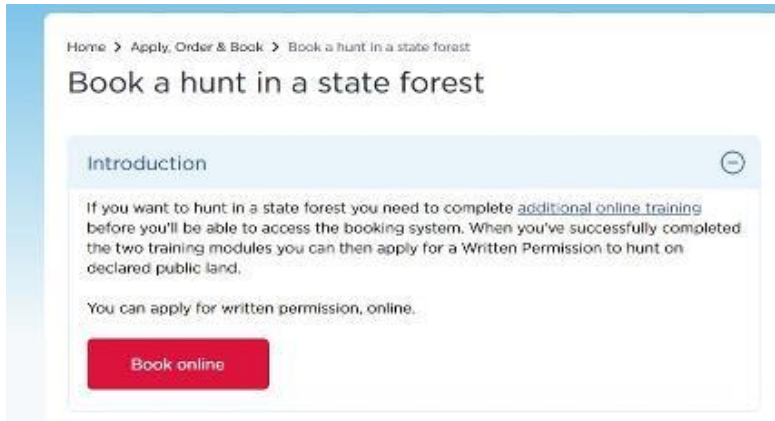 Home > Apply, Order & Book > Book a hunt in a state forest
Book a hunt in a state forest
Introduction
If you want to hunt in a state forest you need to complete additional online training
before you'll be able to access the booking system. When you've successfully completed
the two training modules you can then apply for a Written Permission to hunt on
declared public land.
You can apply for written permission, online.
Book online